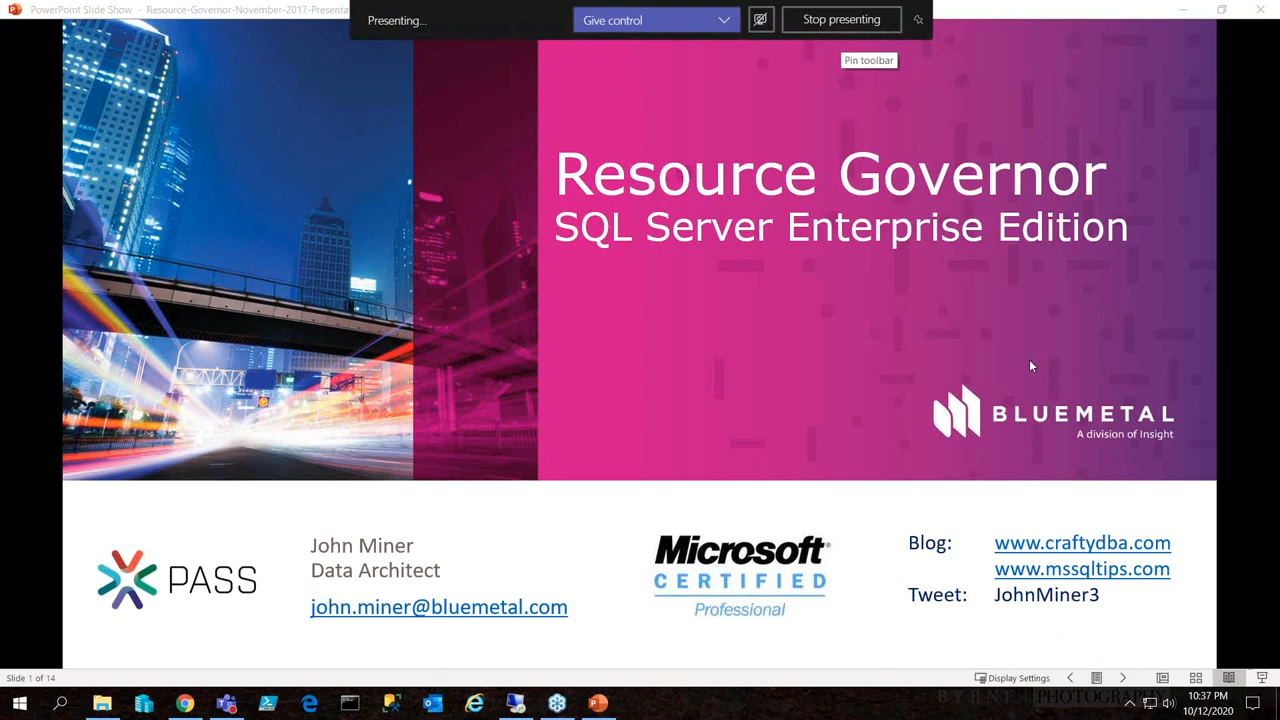 PowerPoint Slide Show - Resource-Governor-November-2017-Presenta
Presenting...
Give control
Stop presenting
Pin toolbar
Resource Governor
SQL Server Enterprise Edition
BLUEMETAL
A division of Insight
PASS
John Miner
Data Architect
john.miner@bluemetal.com
Microsoft®
CERTIFIED
Professional
Blog: www.craftydba.com
www.mssqltips.com
Tweet: JohnMiner3
Slide 1 of 14
Display Settings
BYRNE PHOTOGRAPHY
10:37 PM
10/12/2020